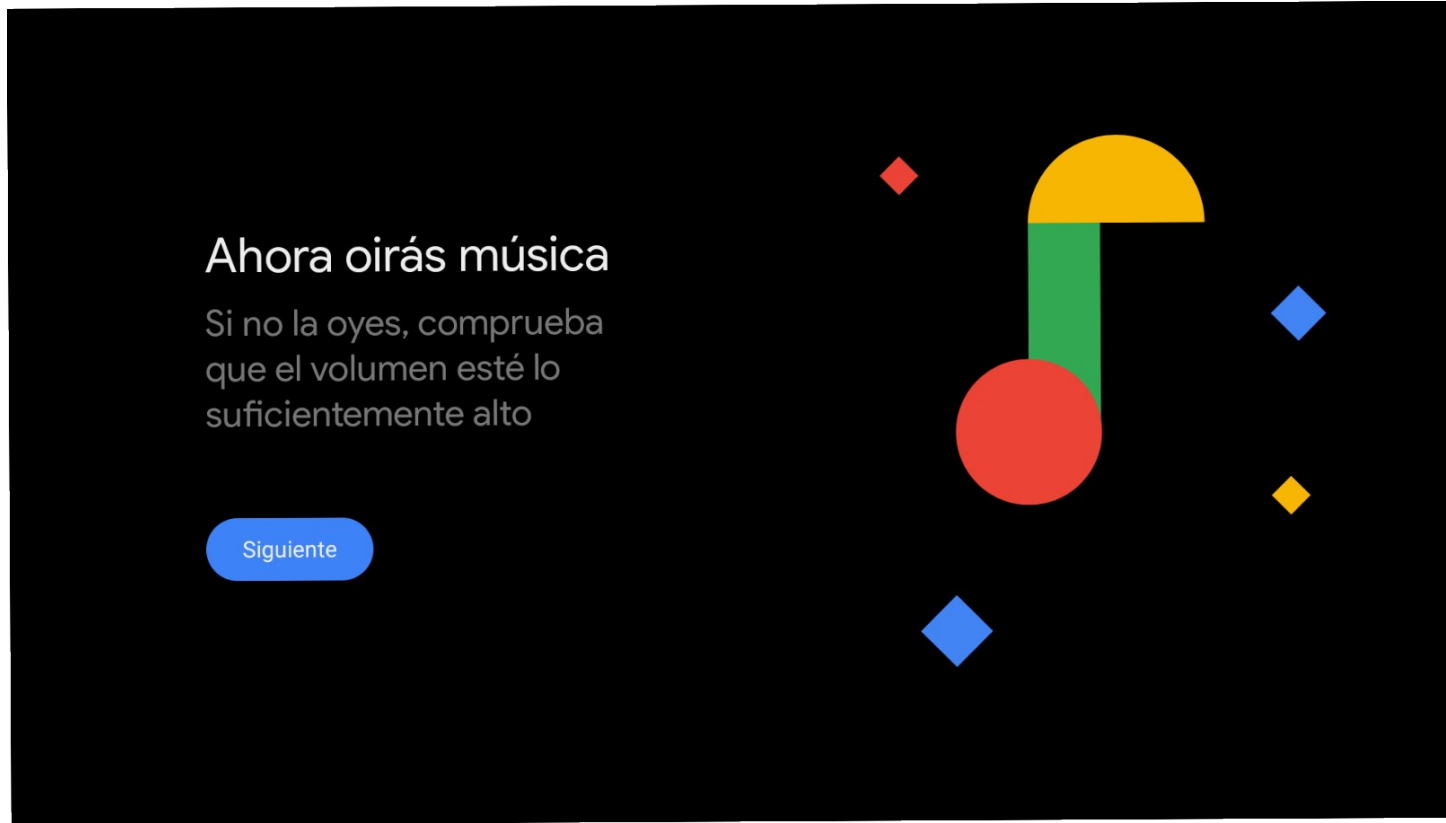 Ahora oirás música
Si no la oyes, comprueba
que el volumen esté lo
suficientemente alto
Siguiente